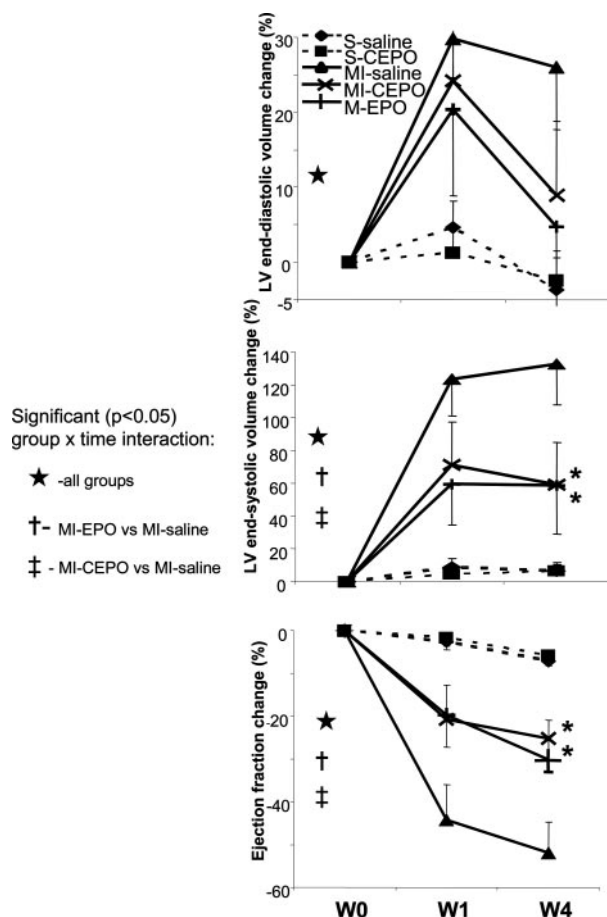 S-saline
S-CEPO
MI-saline
MI-CEPO
M-EPO
LV end-diastolic volume change (%)
30
20
10
0
-5
★
LV end-systolic volume change (%)
140
120
100
80
60
40
20
0
★
†
‡
*
*
Significant (p<0.05)
group x time interaction:
★ -all groups
†- MI-EPO vs MI-saline
‡ - MI-CEPO vs MI-saline
Ejection fraction change (%)
0
-20
-40
-60
★
†
‡
*
*
W0 W1 W4